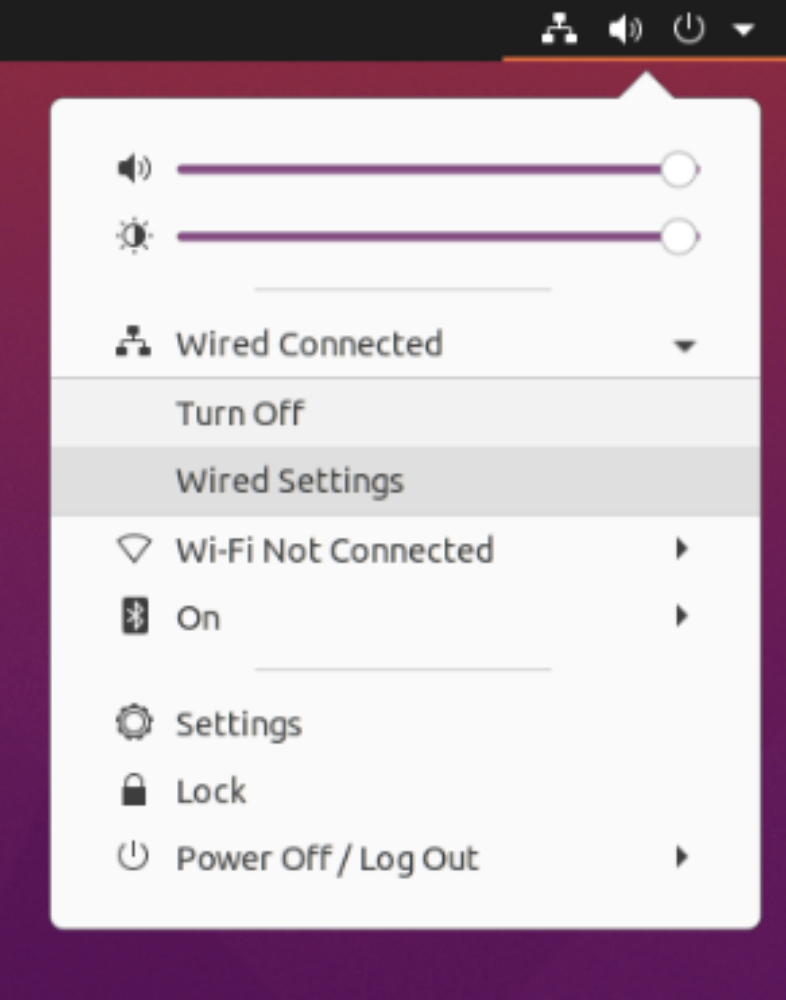 Wired Connected
Turn Off
Wired Settings
Wi-Fi Not Connected
On
Settings
Lock
Power Off / Log Out